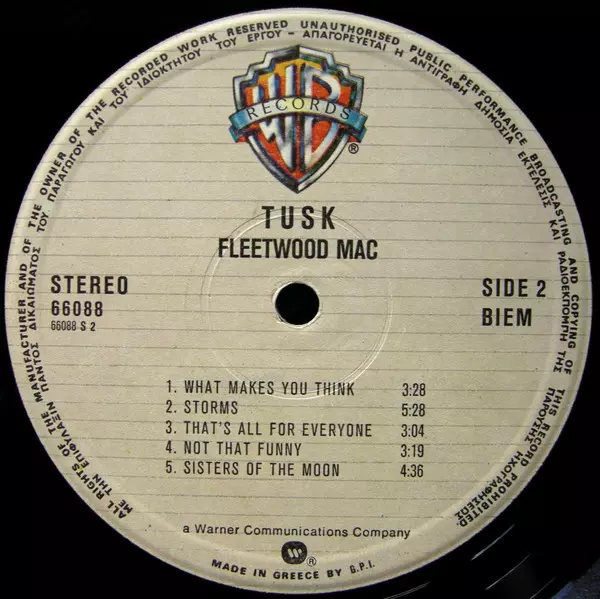 ALL RIGHTS OF THE MANUFACTURER AND OF THE OWNER OF THE RECORDED WORK RESERVED UNAUTHORISED PUBLIC PERFORMANCE BROADCASTING AND COPYING OF THIS RECORD PROHIBITED.
ΜΕ ΤΗΝ ΕΠΙΦΥΛΑΞΙΝ ΠΑΝΤΟΣ ΔΙΚΑΙΩΜΑΤΟΣ ΤΟΥ ΠΑΡΑΓΩΓΟΥ ΚΑΙ ΤΟΥ ΙΔΙΟΚΤΗΤΟΥ ΤΟΥ ΕΡΓΟΥ - ΑΠΑΓΟΡΕΥΕΤΑΙ Η ΑΝΤΙΓΡΑΦΗ ΔΗΜΟΣΙΑ ΕΚΤΕΛΕΣΙΣ ΚΑΙ ΡΑΔΙΟΕΚΠΟΜΠΗ ΤΗΣ ΠΑΡΟΥΣΗΣ ΗΧΟΓΡΑΦΗΣΕΩΣ
WB
RECORDS
®
TUSK
FLEETWOOD MAC
STEREO
66088
66088 S 2
SIDE 2
BIEM
1. WHAT MAKES YOU THINK 3:28
2. STORMS 5:28
3. THAT'S ALL FOR EVERYONE 3:04
4. NOT THAT FUNNY 3:19
5. SISTERS OF THE MOON 4:36
a Warner Communications Company
®
MADE IN GREECE BY G.P.I.